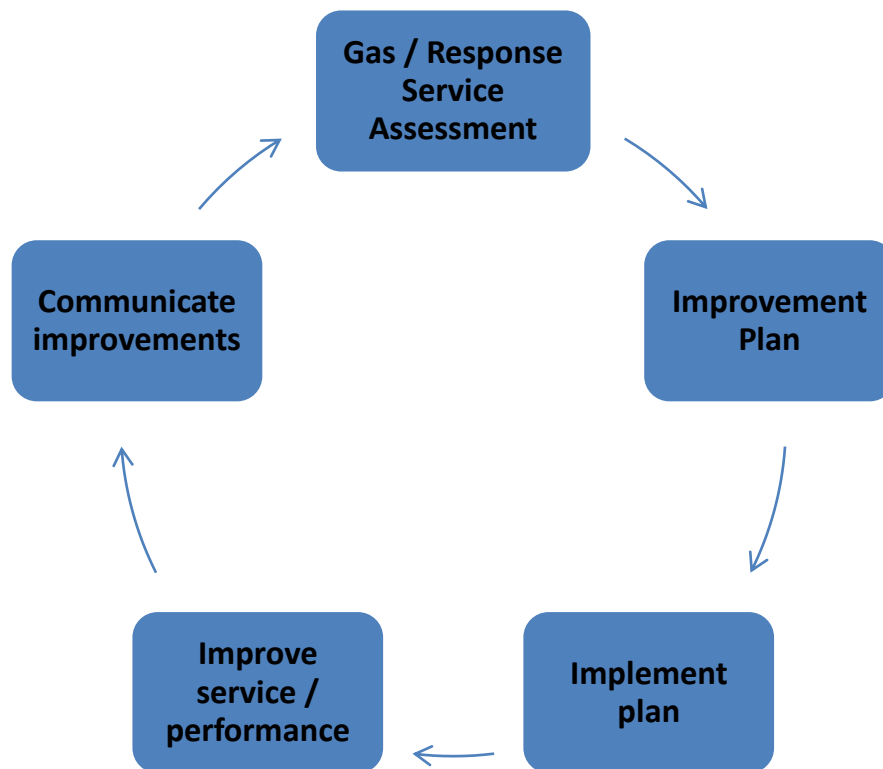 Gas / Response
Service
Assessment
Improvement
Plan
Implement
plan
Improve
service /
performance
Communicate
improvements